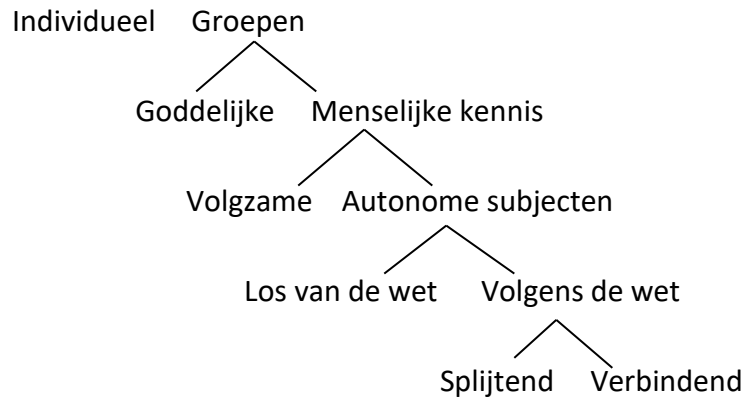 Individueel Groepen
Goddelijke Menselijke kennis
Volgzame Autonome subjecten
Los van de wet Volgens de wet
Splijtend Verbindend